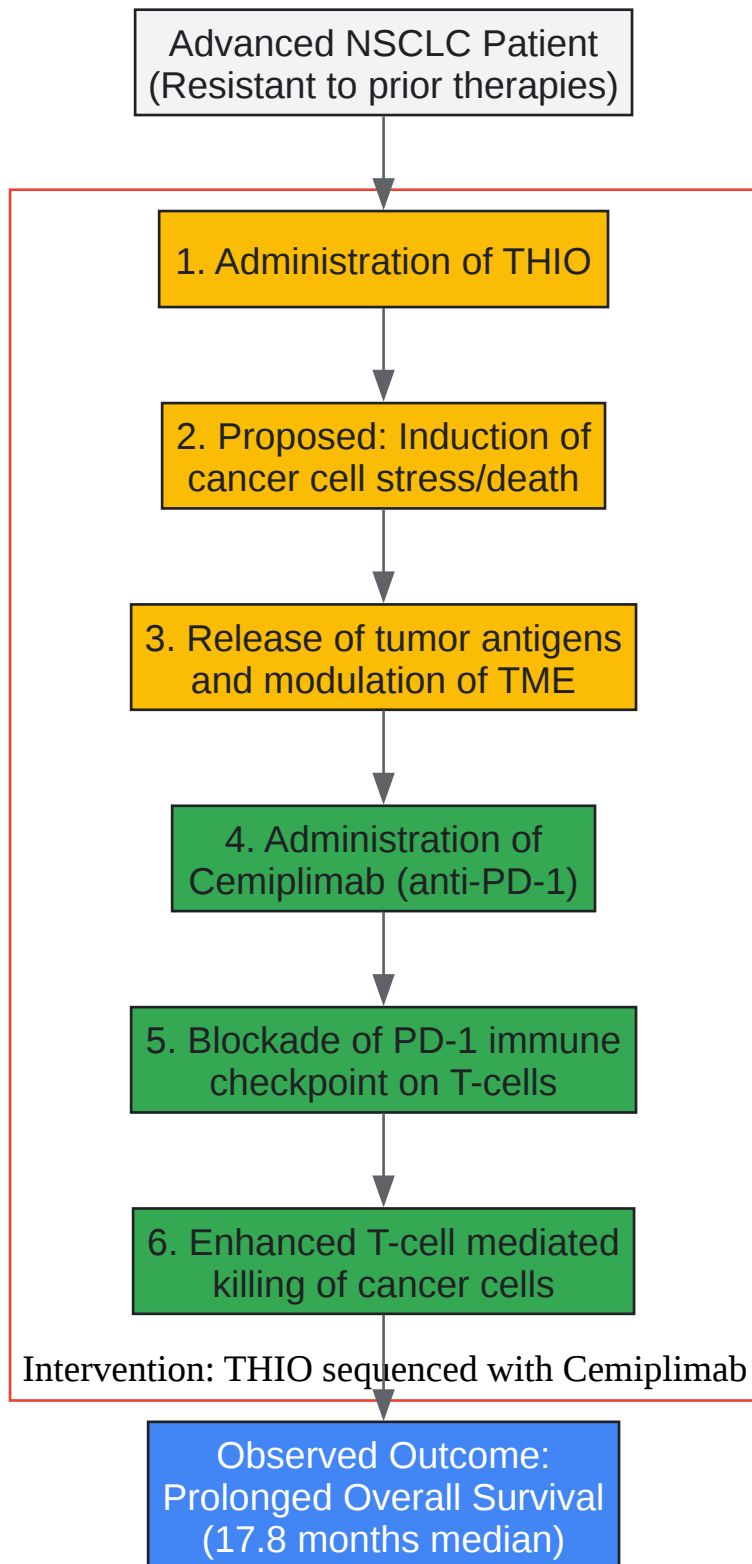 Advanced NSCLC Patient
(Resistant to prior therapies)
1. Administration of THIO
2. Proposed: Induction of
cancer cell stress/death
3. Release of tumor antigens
and modulation of TME
4. Administration of
Cemiplimab (anti-PD-1)
5. Blockade of PD-1 immune
checkpoint on T-cells
6. Enhanced T-cell mediated
killing of cancer cells
Intervention: THIO sequenced with Cemiplimab
Observed Outcome:
Prolonged Overall Survival
(17.8 months median)